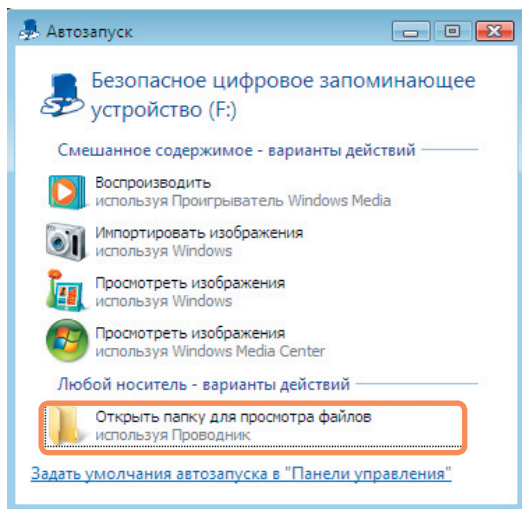 Автозапуск
Безопасное цифровое запоминающее
устройство (F:)
Смешанное содержимое - варианты действий
Воспроизводить
используя Проигрыватель Windows Media
Импортировать изображения
используя Windows
Просмотреть изображения
используя Windows
Просмотреть изображения
используя Windows Media Center
Любой носитель - варианты действий
Открыть папку для просмотра файлов
используя Проводник
Задать умолчания автозапуска в "Панели управления"